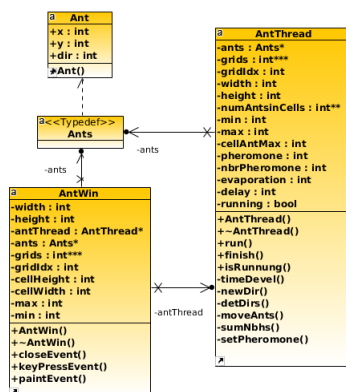 a
Ant
+x : int
+y : int
+dir : int
+Ant()
a
<<Typedef>>
Ants
-ants
-ants
a
AntWin
-width : int
-height : int
-antThread : AntThread*
-ants : Ants*
-grids : int***
-gridIdx : int
-cellHeight : int
-cellWidth : int
-max : int
-min : int
+AntWin()
+~AntWin()
+closeEvent()
+keyPressEvent()
+paintEvent()
-antThread
a
AntThread
-ants : Ants*
-grids : int***
-gridIdx : int
-width : int
-height : int
-numAntsinCells : int**
-min : int
-max : int
-cellAntMax : int
-pheromone : int
-nbrPheromone : int
-evaporation : int
-delay : int
-running : bool
+AntThread()
+~AntThread()
+run()
+finish()
+isRunnung()
-timeDevel()
-newDir()
-detDirs()
-moveAnts()
-sumNbhs()
-setPheromone()